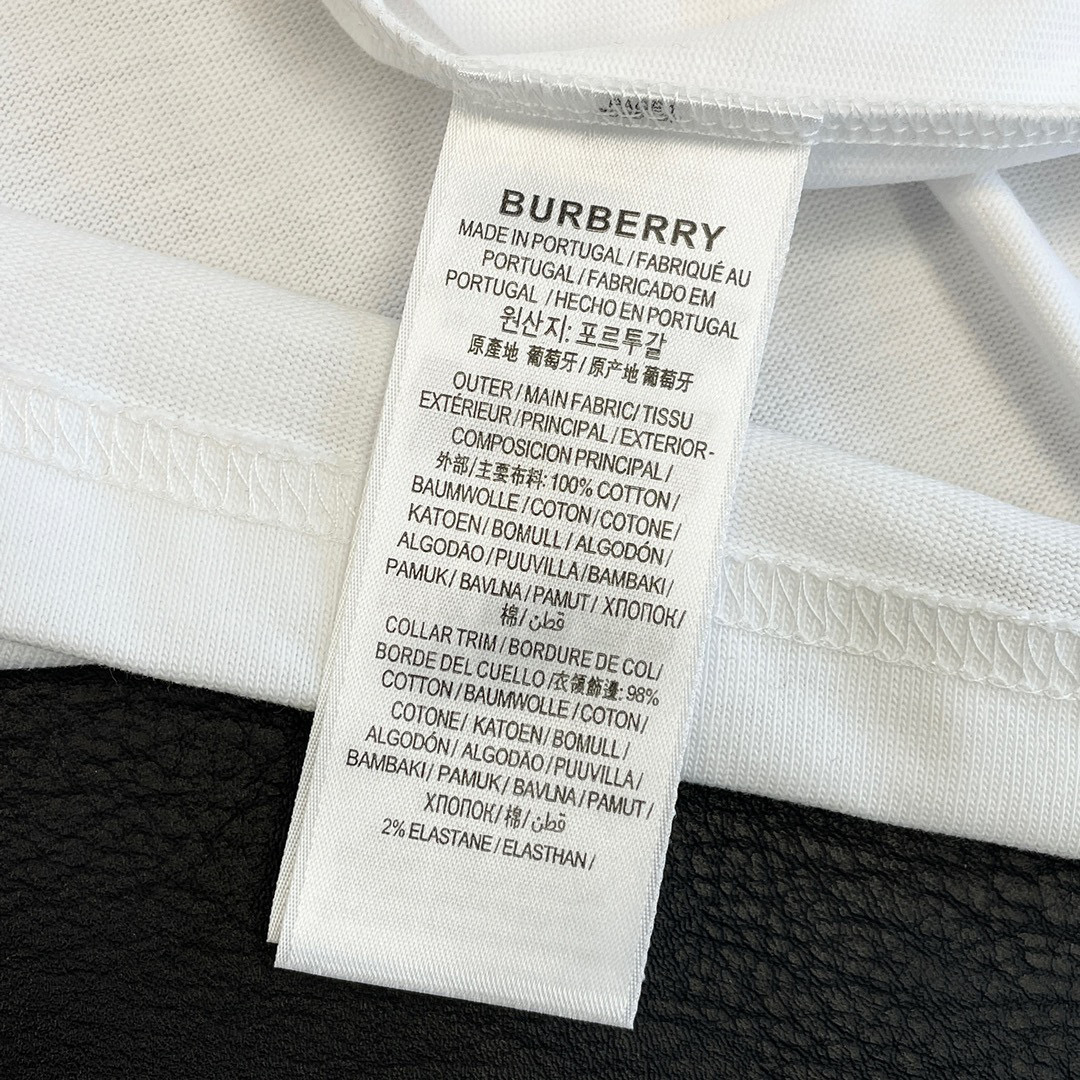 BURBERRY
MADE IN PORTUGAL / FABRIQUÉ AU
PORTUGAL / FABRICADO EM
PORTUGAL / HECHO EN PORTUGAL
원산지: 포르투갈
原產地 葡萄牙 / 原产地 葡萄牙
OUTER / MAIN FABRIC / TISSU
EXTÉRIEUR / PRINCIPAL / EXTERIOR-
COMPOSICION PRINCIPAL /
外部 / 主要布料: 100% COTTON /
BAUMWOLLE / COTON / COTONE /
KATOEN / BOMULL / ALGODÓN /
ALGODÃO / PUUVILLA / BAMBAKI /
PAMUK / BAVLNA / PAMUT / ХПОПОК /
棉 / قطن
COLLAR TRIM / BORDURE DE COL /
BORDE DEL CUELLO / 衣領飾邊: 98%
COTTON / BAUMWOLLE / COTON /
COTONE / KATOEN / BOMULL /
ALGODÓN / ALGODÃO / PUUVILLA /
BAMBAKI / PAMUK / BAVLNA / PAMUT /
ХПОПОК / 棉 / قطن
2% ELASTANE / ELASTHAN /